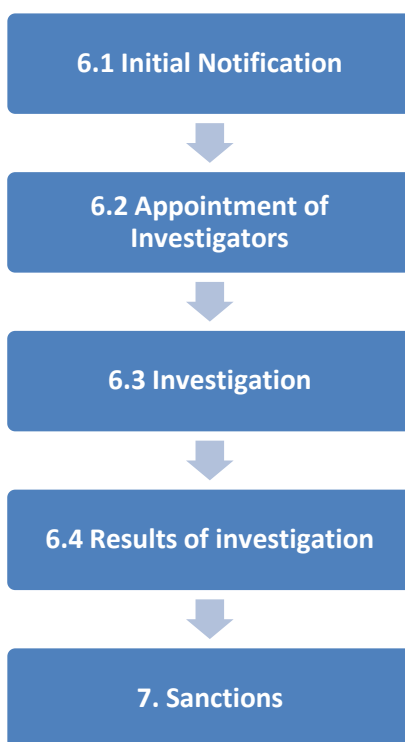 6.1 Initial Notification
6.2 Appointment of
Investigators
6.3 Investigation
6.4 Results of investigation
7. Sanctions